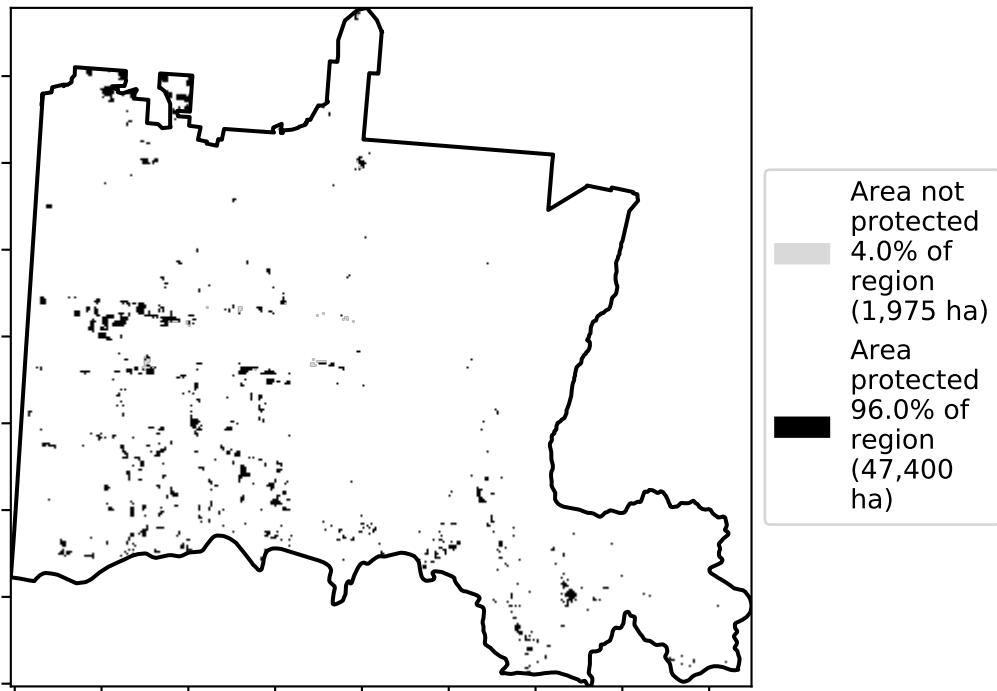 Area not
protected
4.0% of
region
(1,975 ha)
Area
protected
96.0% of
region
(47,400
ha)